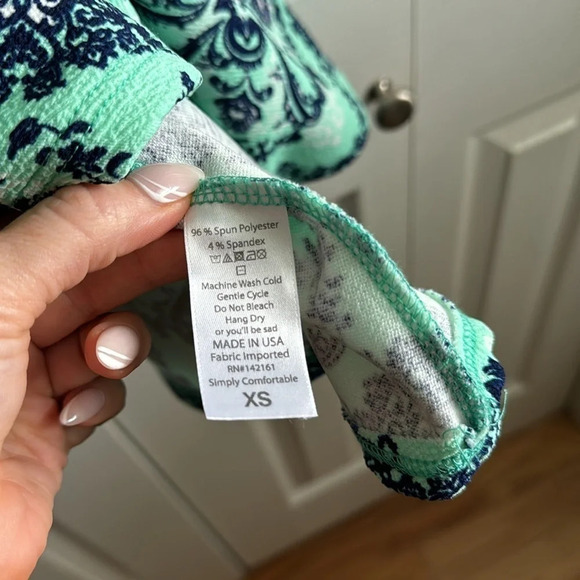 96 % Spun Polyester
4 % Spandex
Machine Wash Cold
Gentle Cycle
Do Not Bleach
Hang Dry
or you'll be sad
MADE IN USA
Fabric Imported
RN#142161
Simply Comfortable
XS